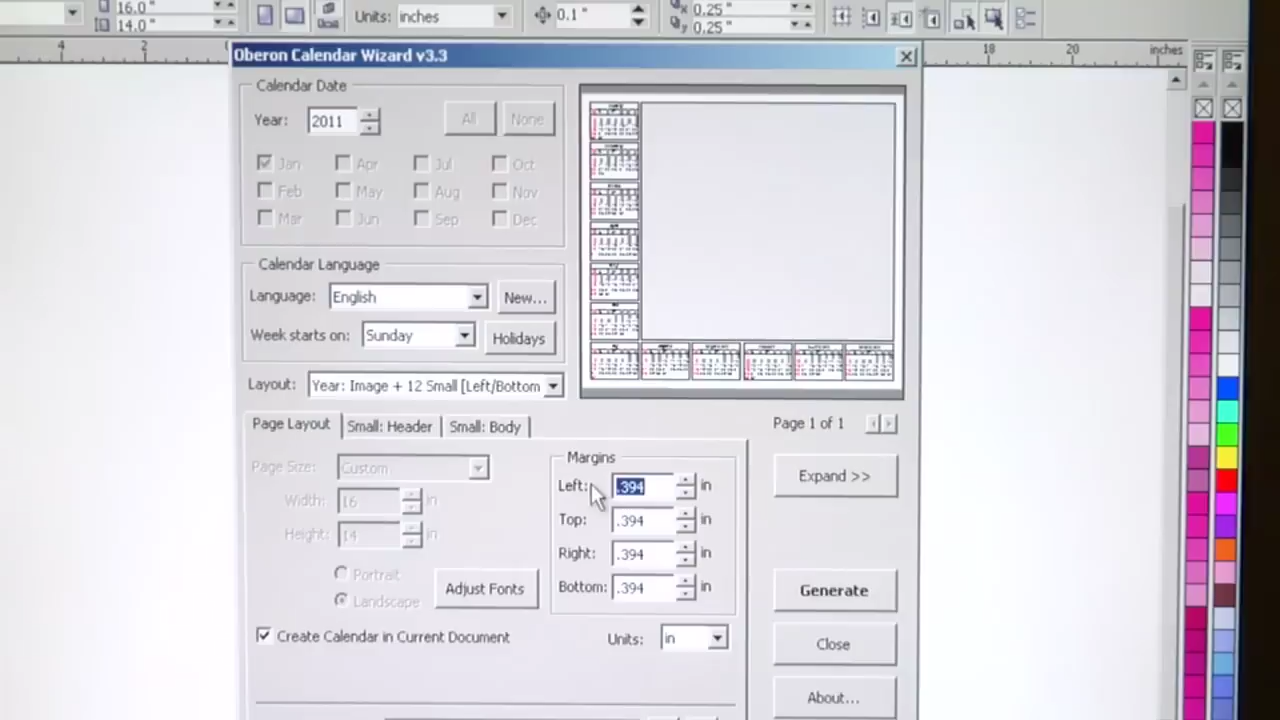 16.0 "
14.0 "
Units: inches
0.1 "
x 0.25 "
y 0.25 "
4 2 18 20 inches
Oberon Calendar Wizard v3.3
Calendar Date
Year: 2011 All None
Jan Apr Jul Oct
Feb May Aug Nov
Mar Jun Sep Dec
Calendar Language
Language: English New...
Week starts on: Sunday Holidays
Layout: Year: Image + 12 Small [Left/Bottom
Page Layout Small: Header Small: Body
Page 1 of 1
Page Size: Custom
Width: 16 in
Height: 14 in
Portrait
Landscape
Adjust Fonts
Margins
Left: .394 in
Top: .394 in
Right: .394 in
Bottom: .394 in
Create Calendar in Current Document
Units: in
Expand >>
Generate
Close
About...